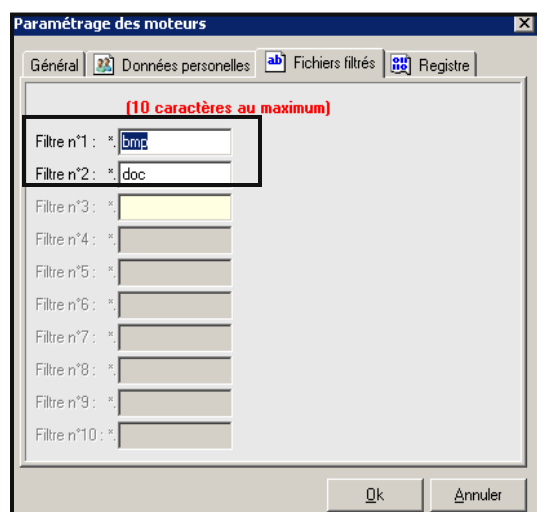 Paramétrage des moteurs
Général Données personelles ab Fichiers filtrés Registre
(10 caractères au maximum)
Filtre n°1 : *. bmp
Filtre n°2 : *. doc
Filtre n°3 : *.
Filtre n°4 : *.
Filtre n°5 : *.
Filtre n°6 : *.
Filtre n°7 : *.
Filtre n°8 : *.
Filtre n°9 : *.
Filtre n°10 : *.
Ok Annuler